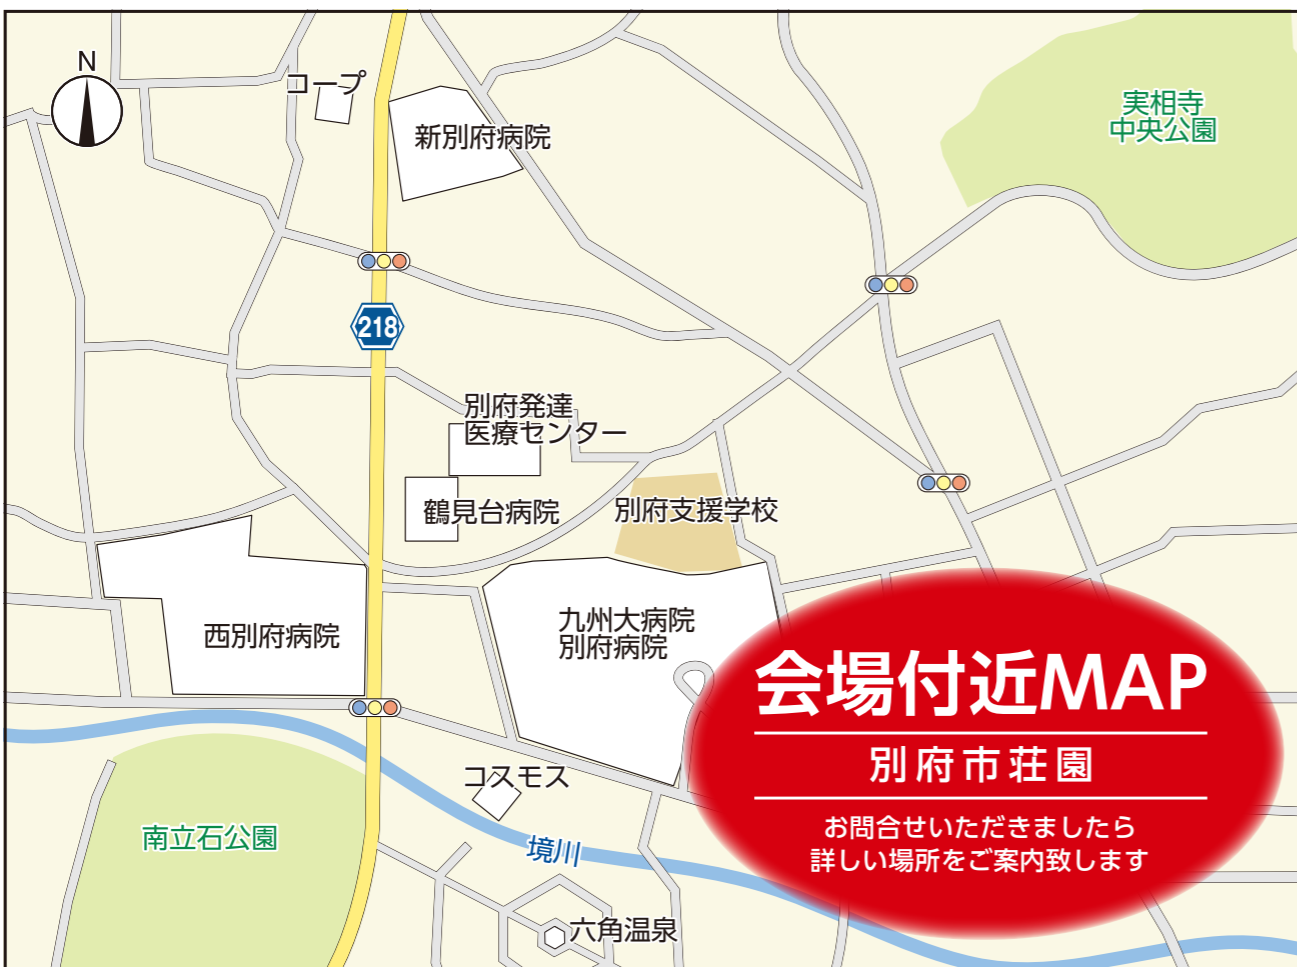 N
コープ
新別府病院
実相寺
中央公園
218
別府発達
医療センター
鶴見台病院
別府支援学校
西別府病院
九州大病院
別府病院
会場付近MAP
別府市荘園
お問合せいただきましたら
詳しい場所をご案内致します
コスモス
南立石公園
境川
六角温泉